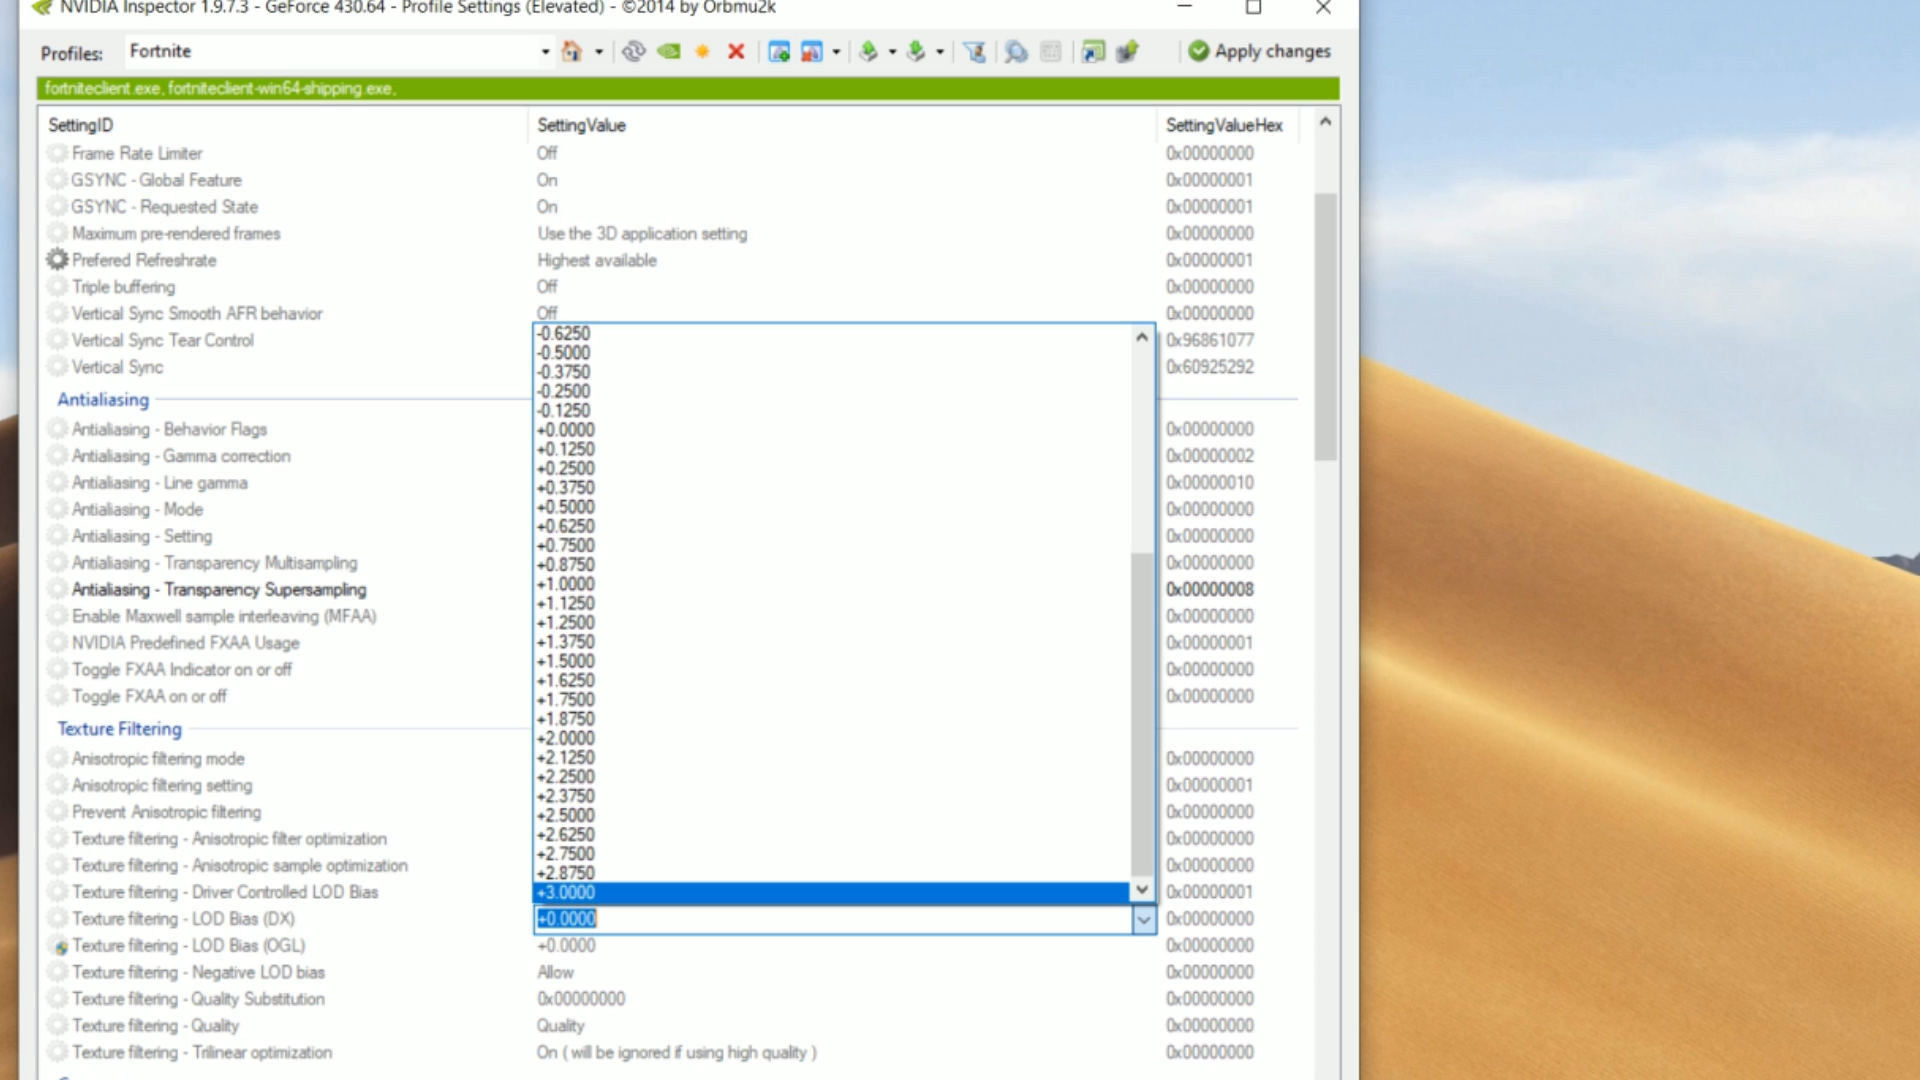 NVIDIA Inspector 1.9.7.3 - GeForce 430.64 - Profile Settings (Elevated) - ©2014 by Orbmu2k
Profiles: Fortnite Apply changes
fortniteclient.exe, fortniteclient-win64-shipping.exe,
SettingID SettingValue SettingValueHex
Frame Rate Limiter Off 0x00000000
GSYNC - Global Feature On 0x00000001
GSYNC - Requested State On 0x00000001
Maximum pre-rendered frames Use the 3D application setting 0x00000000
Prefered Refreshrate Highest available 0x00000001
Triple buffering Off 0x00000000
Vertical Sync Smooth AFR behavior Off 0x00000000
Vertical Sync Tear Control 0x96861077
Vertical Sync 0x60925292
Antialiasing
Antialiasing - Behavior Flags 0x00000000
Antialiasing - Gamma correction 0x00000002
Antialiasing - Line gamma 0x00000010
Antialiasing - Mode 0x00000000
Antialiasing - Setting 0x00000000
Antialiasing - Transparency Multisampling 0x00000000
Antialiasing - Transparency Supersampling 0x00000008
Enable Maxwell sample interleaving (MFAA) 0x00000000
NVIDIA Predefined FXAA Usage 0x00000001
Toggle FXAA Indicator on or off 0x00000000
Toggle FXAA on or off 0x00000000
Texture Filtering
Anisotropic filtering mode 0x00000000
Anisotropic filtering setting 0x00000001
Prevent Anisotropic filtering 0x00000000
Texture filtering - Anisotropic filter optimization 0x00000000
Texture filtering - Anisotropic sample optimization 0x00000000
Texture filtering - Driver Controlled LOD Bias 0x00000001
-0.6250
-0.5000
-0.3750
-0.2500
-0.1250
+0.0000
+0.1250
+0.2500
+0.3750
+0.5000
+0.6250
+0.7500
+0.8750
+1.0000
+1.1250
+1.2500
+1.3750
+1.5000
+1.6250
+1.7500
+1.8750
+2.0000
+2.1250
+2.2500
+2.3750
+2.5000
+2.6250
+2.7500
+2.8750
+3.0000
Texture filtering - LOD Bias (DX) +0.0000 0x00000000
Texture filtering - LOD Bias (OGL) +0.0000 0x00000000
Texture filtering - Negative LOD bias Allow 0x00000000
Texture filtering - Quality Substitution 0x00000000 0x00000000
Texture filtering - Quality Quality 0x00000000
Texture filtering - Trilinear optimization On ( will be ignored if using high quality ) 0x00000000